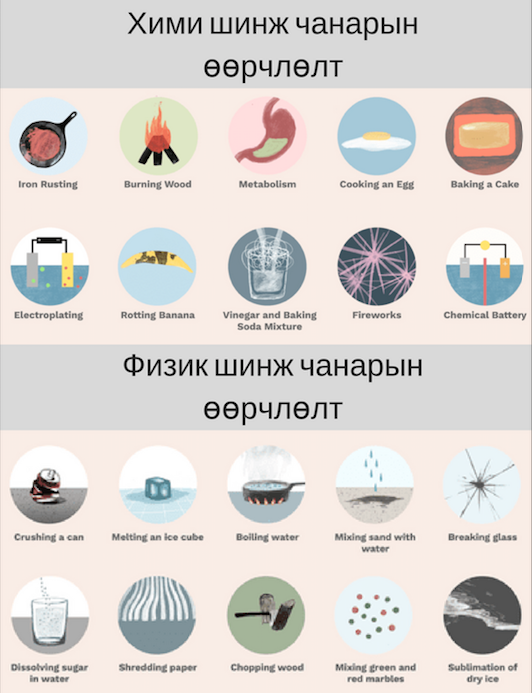 Хими шинж чанарын
өөрчлөлт
Iron Rusting
Burning Wood
Metabolism
Cooking an Egg
Baking a Cake
Electroplating
Rotting Banana
Vinegar and Baking
Soda Mixture
Fireworks
Chemical Battery
Физик шинж чанарын
өөрчлөлт
Crushing a can
Melting an ice cube
Boiling water
Mixing sand with
water
Breaking glass
Dissolving sugar
in water
Shredding paper
Chopping wood
Mixing green and
red marbles
Sublimation of
dry ice